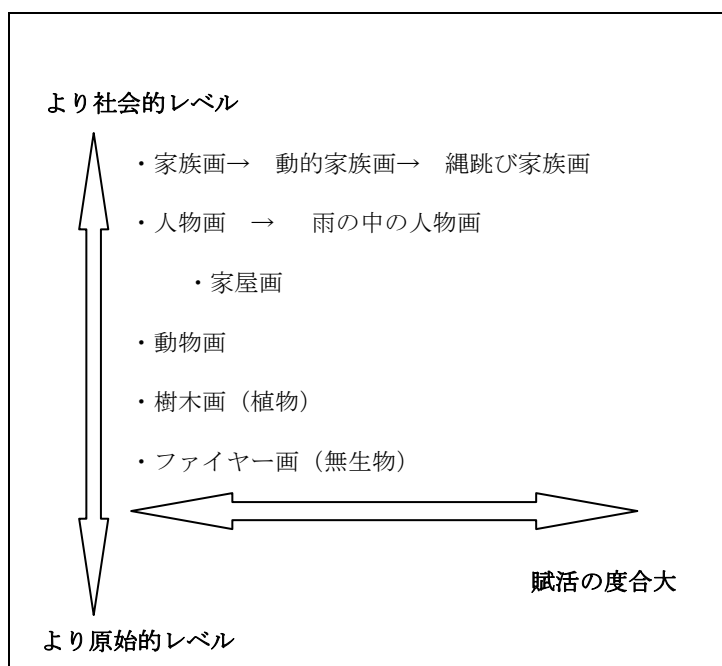 より社会的レベル
・家族画→　動的家族画→　縄跳び家族画
・人物画　→　雨の中の人物画
・家屋画
・動物画
・樹木画（植物）
・ファイヤー画（無生物）
賦活の度合大
より原始的レベル